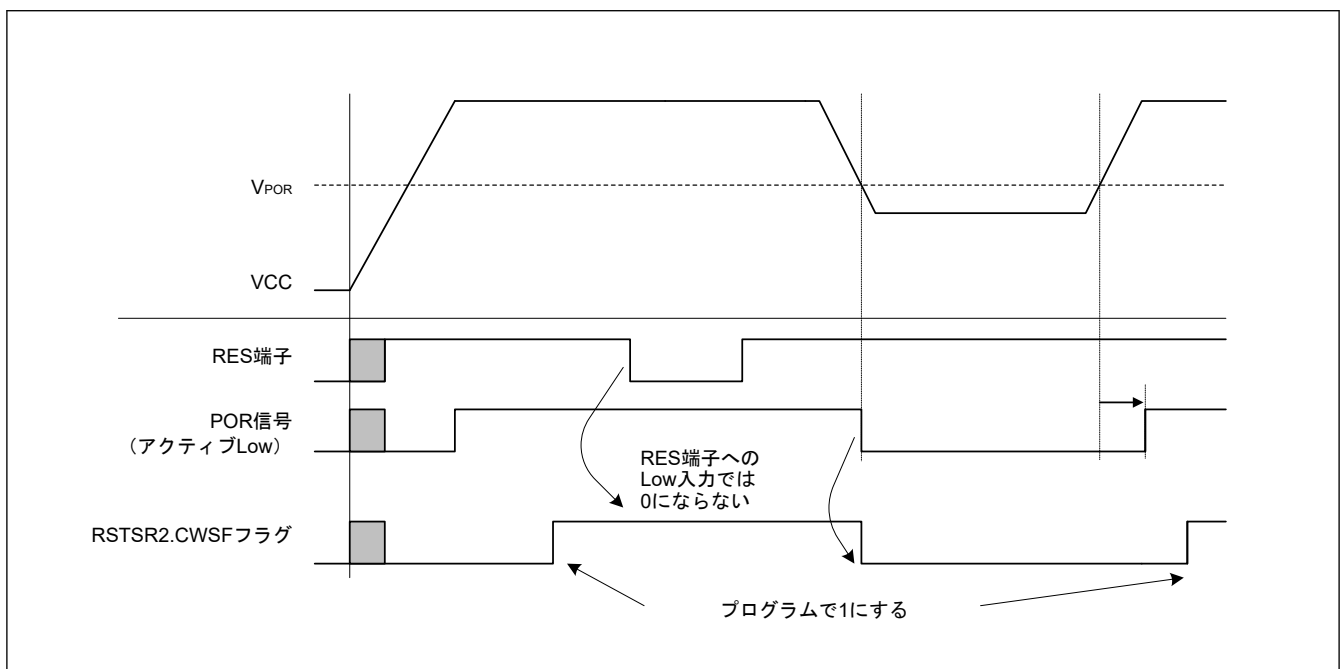 VPOR
VCC
RES端子
POR信号
（アクティブLow）
RES端子への
Low入力では
0にならない
RSTSR2.CWSFフラグ
プログラムで1にする